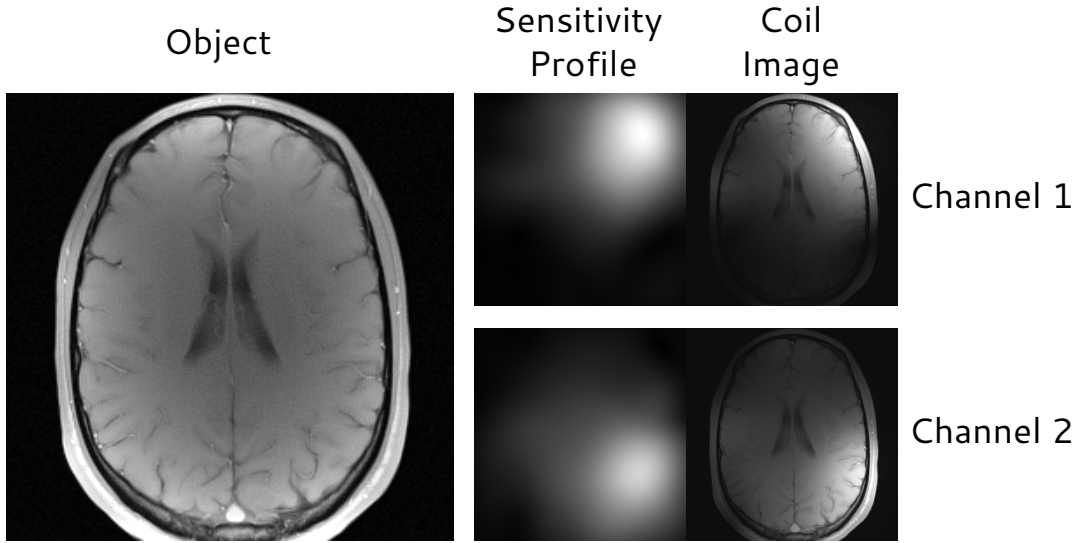 Object
Sensitivity
Profile
Coil
Image
Channel 1
Channel 2